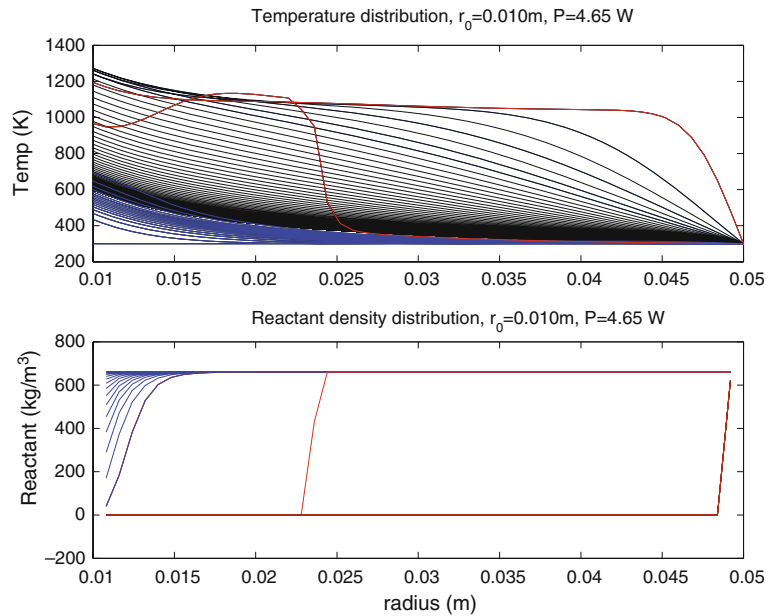 Temperature distribution, r0=0.010m, P=4.65 W
1400
1200
1000
800
600
400
200
Temp (K)
0.01 0.015 0.02 0.025 0.03 0.035 0.04 0.045 0.05
Reactant density distribution, r0=0.010m, P=4.65 W
800
600
400
200
0
−200
Reactant (kg/m³)
0.01 0.015 0.02 0.025 0.03 0.035 0.04 0.045 0.05
radius (m)